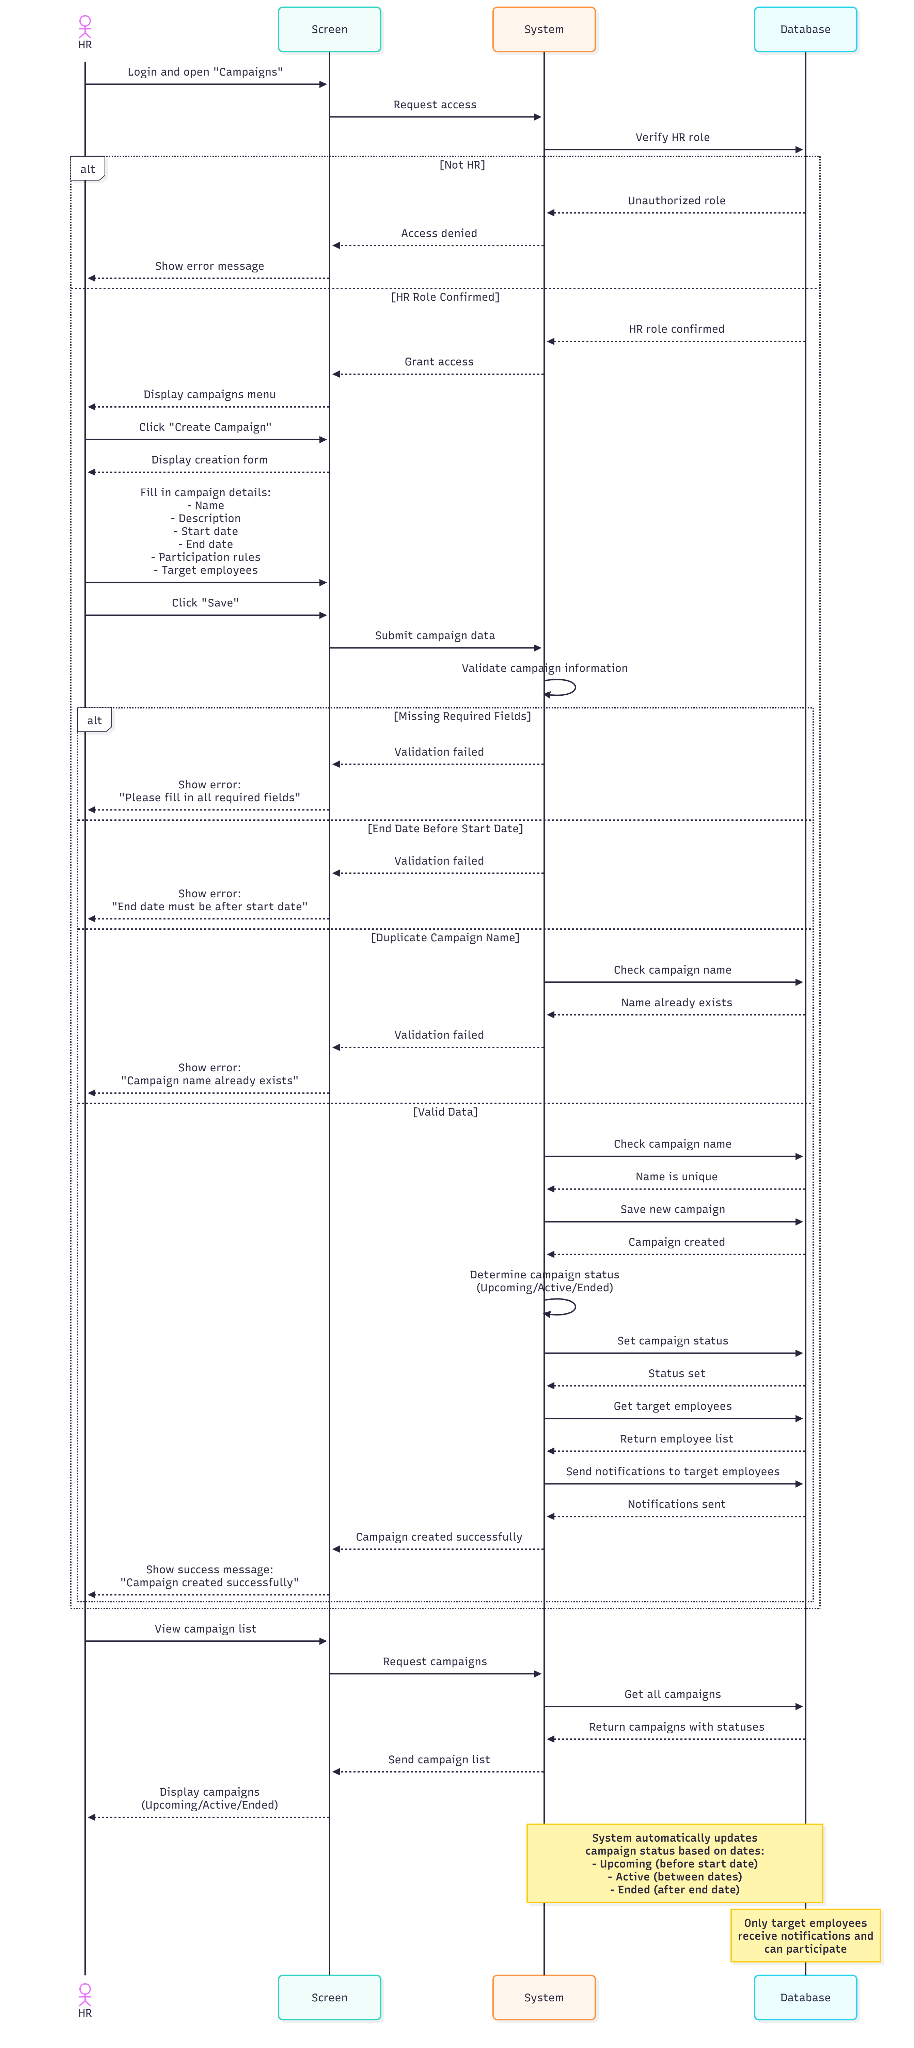 HR
Screen
System
Database
Login and open "Campaigns"
Request access
Verify HR role
alt
[Not HR]
Unauthorized role
Access denied
Show error message
[HR Role Confirmed]
HR role confirmed
Grant access
Display campaigns menu
Click "Create Campaign"
Display creation form
Fill in campaign details:
- Name
- Description
- Start date
- End date
- Participation rules
- Target employees
Click "Save"
Submit campaign data
Validate campaign information
alt
[Missing Required Fields]
Validation failed
Show error:
"Please fill in all required fields"
[End Date Before Start Date]
Validation failed
Show error:
"End date must be after start date"
[Duplicate Campaign Name]
Check campaign name
Name already exists
Validation failed
Show error:
"Campaign name already exists"
[Valid Data]
Check campaign name
Name is unique
Save new campaign
Campaign created
Determine campaign status
(Upcoming/Active/Ended)
Set campaign status
Status set
Get target employees
Return employee list
Send notifications to target employees
Notifications sent
Campaign created successfully
Show success message:
"Campaign created successfully"
View campaign list
Request campaigns
Get all campaigns
Return campaigns with statuses
Send campaign list
Display campaigns
(Upcoming/Active/Ended)
System automatically updates
campaign status based on dates:
- Upcoming (before start date)
- Active (between dates)
- Ended (after end date)
Only target employees
receive notifications and
can participate
HR
Screen
System
Database